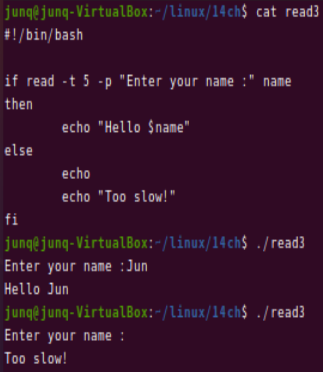 junq@junq-VirtualBox:~/linux/14ch$ cat read3
#!/bin/bash

if read -t 5 -p "Enter your name :" name
then
        echo "Hello $name"
else
        echo
        echo "Too slow!"
fi
junq@junq-VirtualBox:~/linux/14ch$ ./read3
Enter your name :Jun
Hello Jun
junq@junq-VirtualBox:~/linux/14ch$ ./read3
Enter your name :
Too slow!